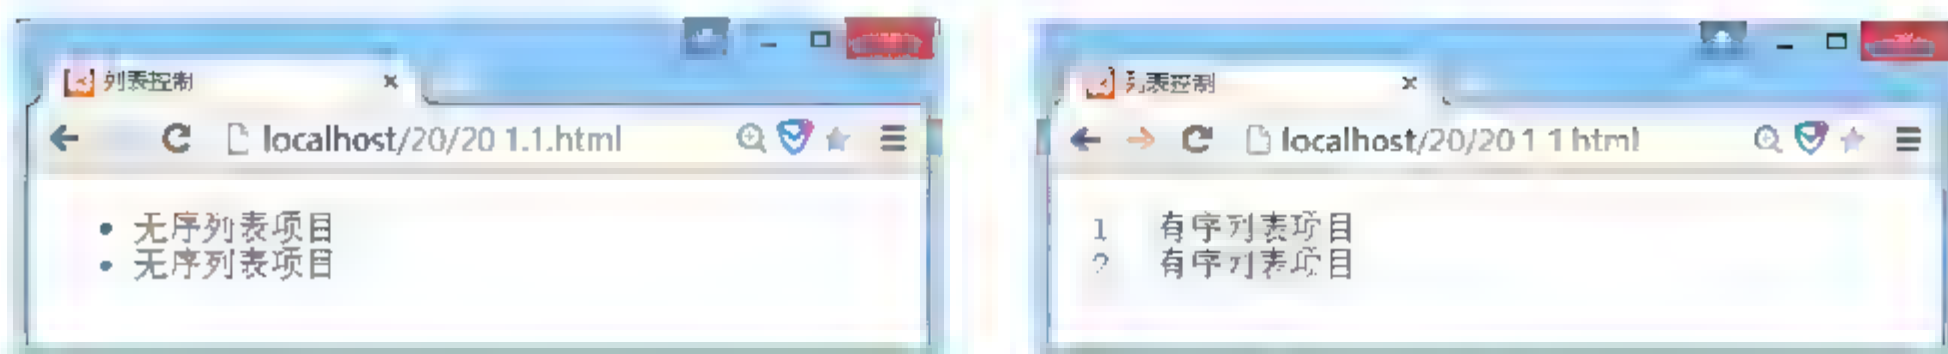 列表控制
localhost/20/20 1.1.html
• 无序列表项目
• 无序列表项目
列表控制
localhost/20/20 1 1 html
1 有序列表项目
2 有序列表项目